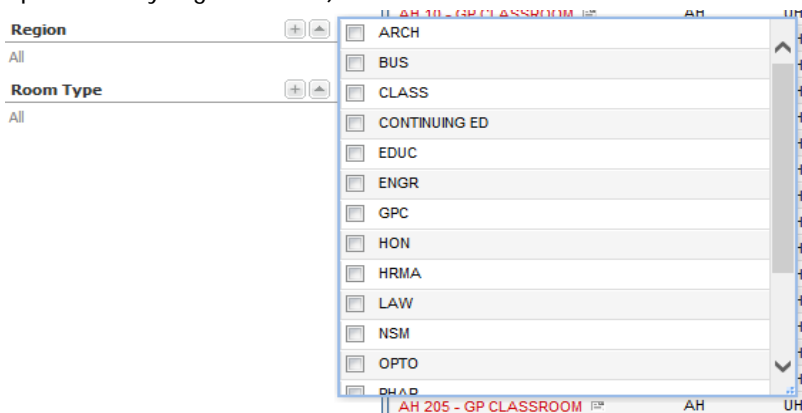 Region
All
Room Type
All
AH 10 - GP CLASSROOM AH
ARCH
BUS
CLASS
CONTINUING ED
EDUC
ENGR
GPC
HON
HRMA
LAW
NSM
OPTO
PHAR
AH 205 - GP CLASSROOM AH UH